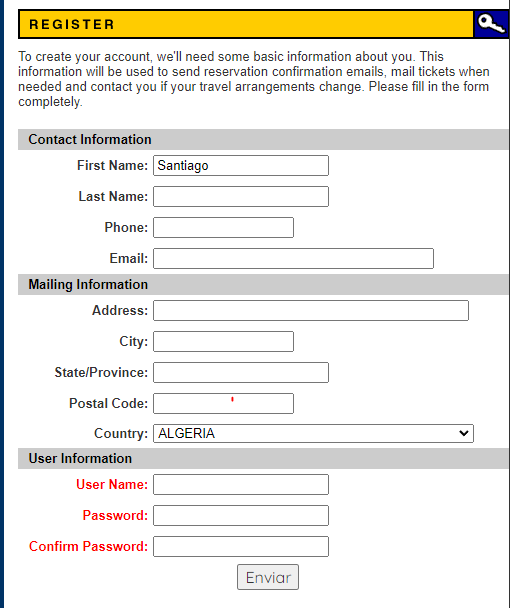 REGISTER
To create your account, we'll need some basic information about you. This
information will be used to send reservation confirmation emails, mail tickets when
needed and contact you if your travel arrangements change. Please fill in the form
completely.
Contact Information
First Name: Santiago
Last Name:
Phone:
Email:
Mailing Information
Address:
City:
State/Province:
Postal Code:
Country: ALGERIA
User Information
User Name:
Password:
Confirm Password:
Enviar